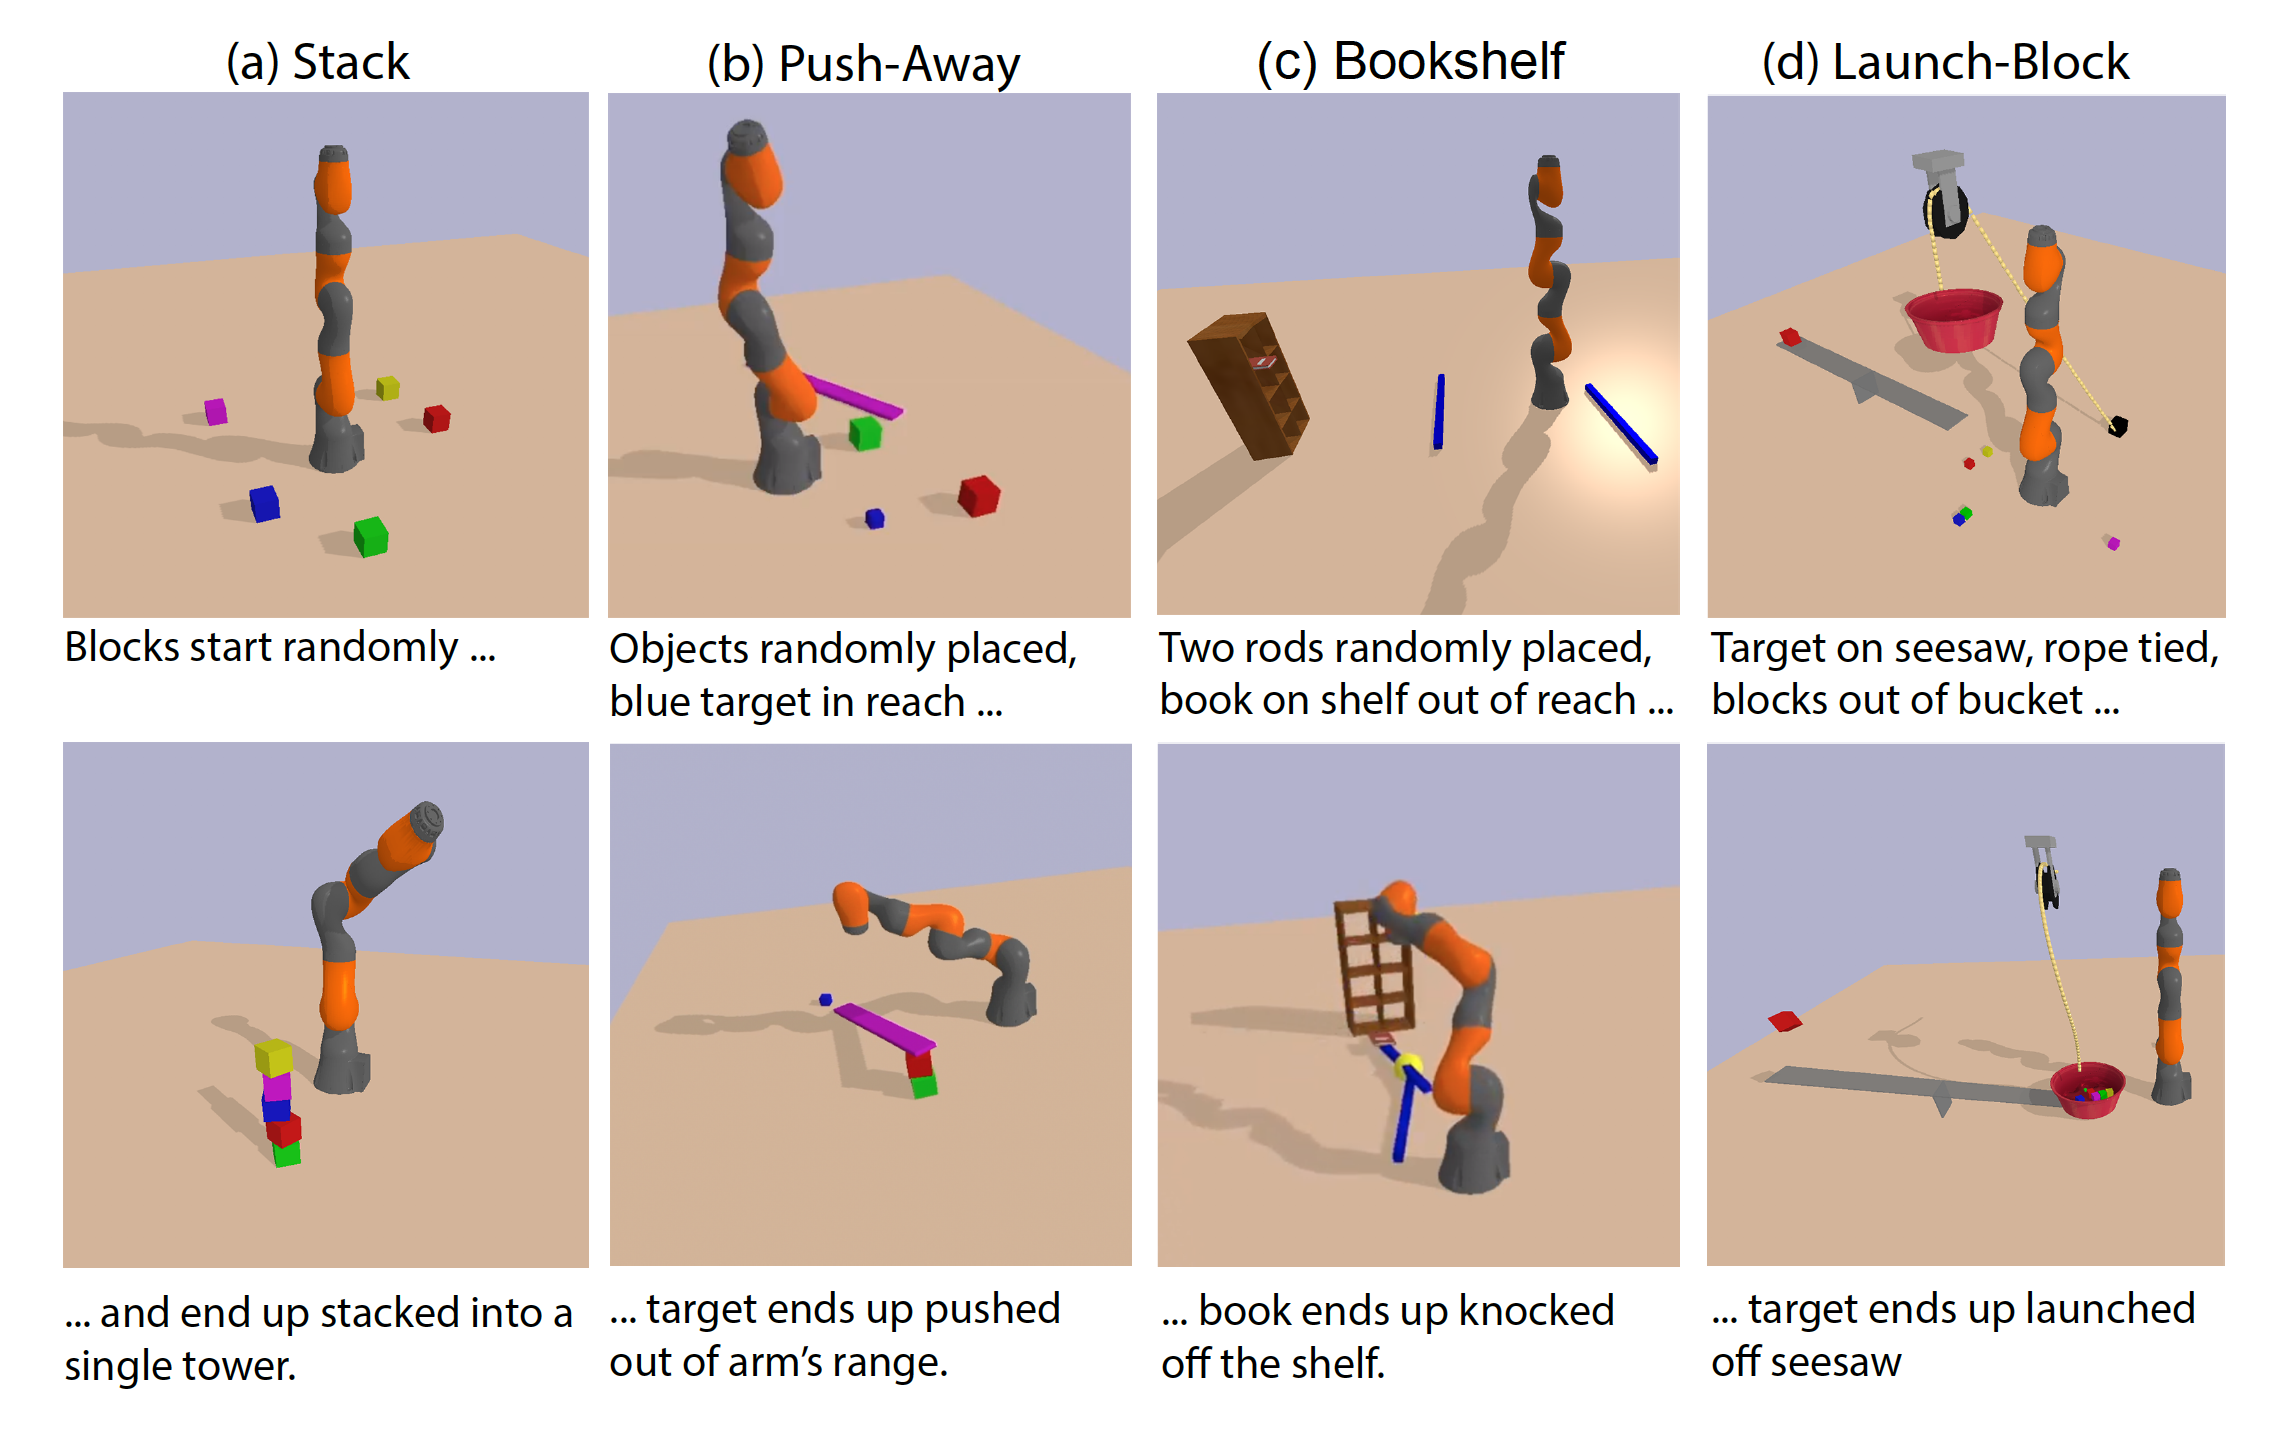 (a) Stack
(b) Push-Away
(c) Bookshelf
(d) Launch-Block
Blocks start randomly ...
Objects randomly placed,
blue target in reach ...
Two rods randomly placed,
book on shelf out of reach ...
Target on seesaw, rope tied,
blocks out of bucket ...
... and end up stacked into a
single tower.
... target ends up pushed
out of arm's range.
... book ends up knocked
off the shelf.
... target ends up launched
off seesaw